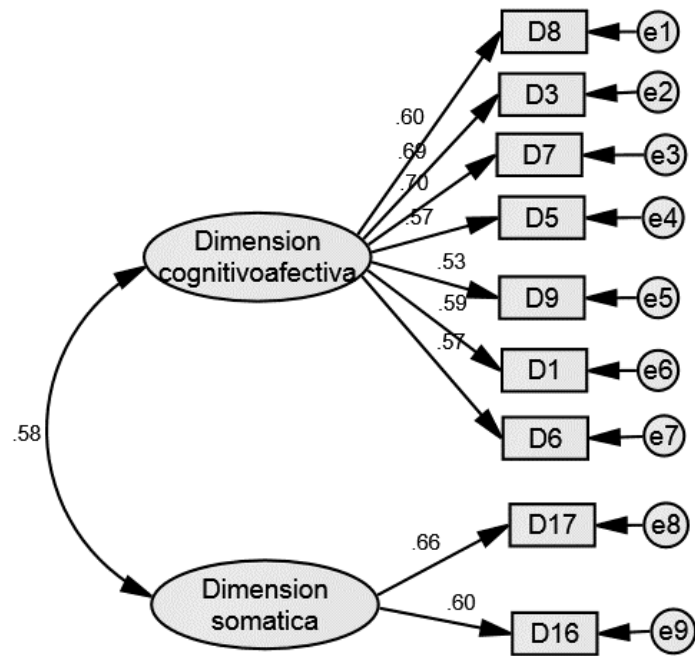 D8
e1
D3
e2
.60
.69
D7
e3
.70
.57
D5
e4
Dimension
cognitivoafectiva
.53
D9
e5
.59
D1
e6
.57
D6
e7
.58
D17
e8
.66
Dimension
somatica
.60
D16
e9